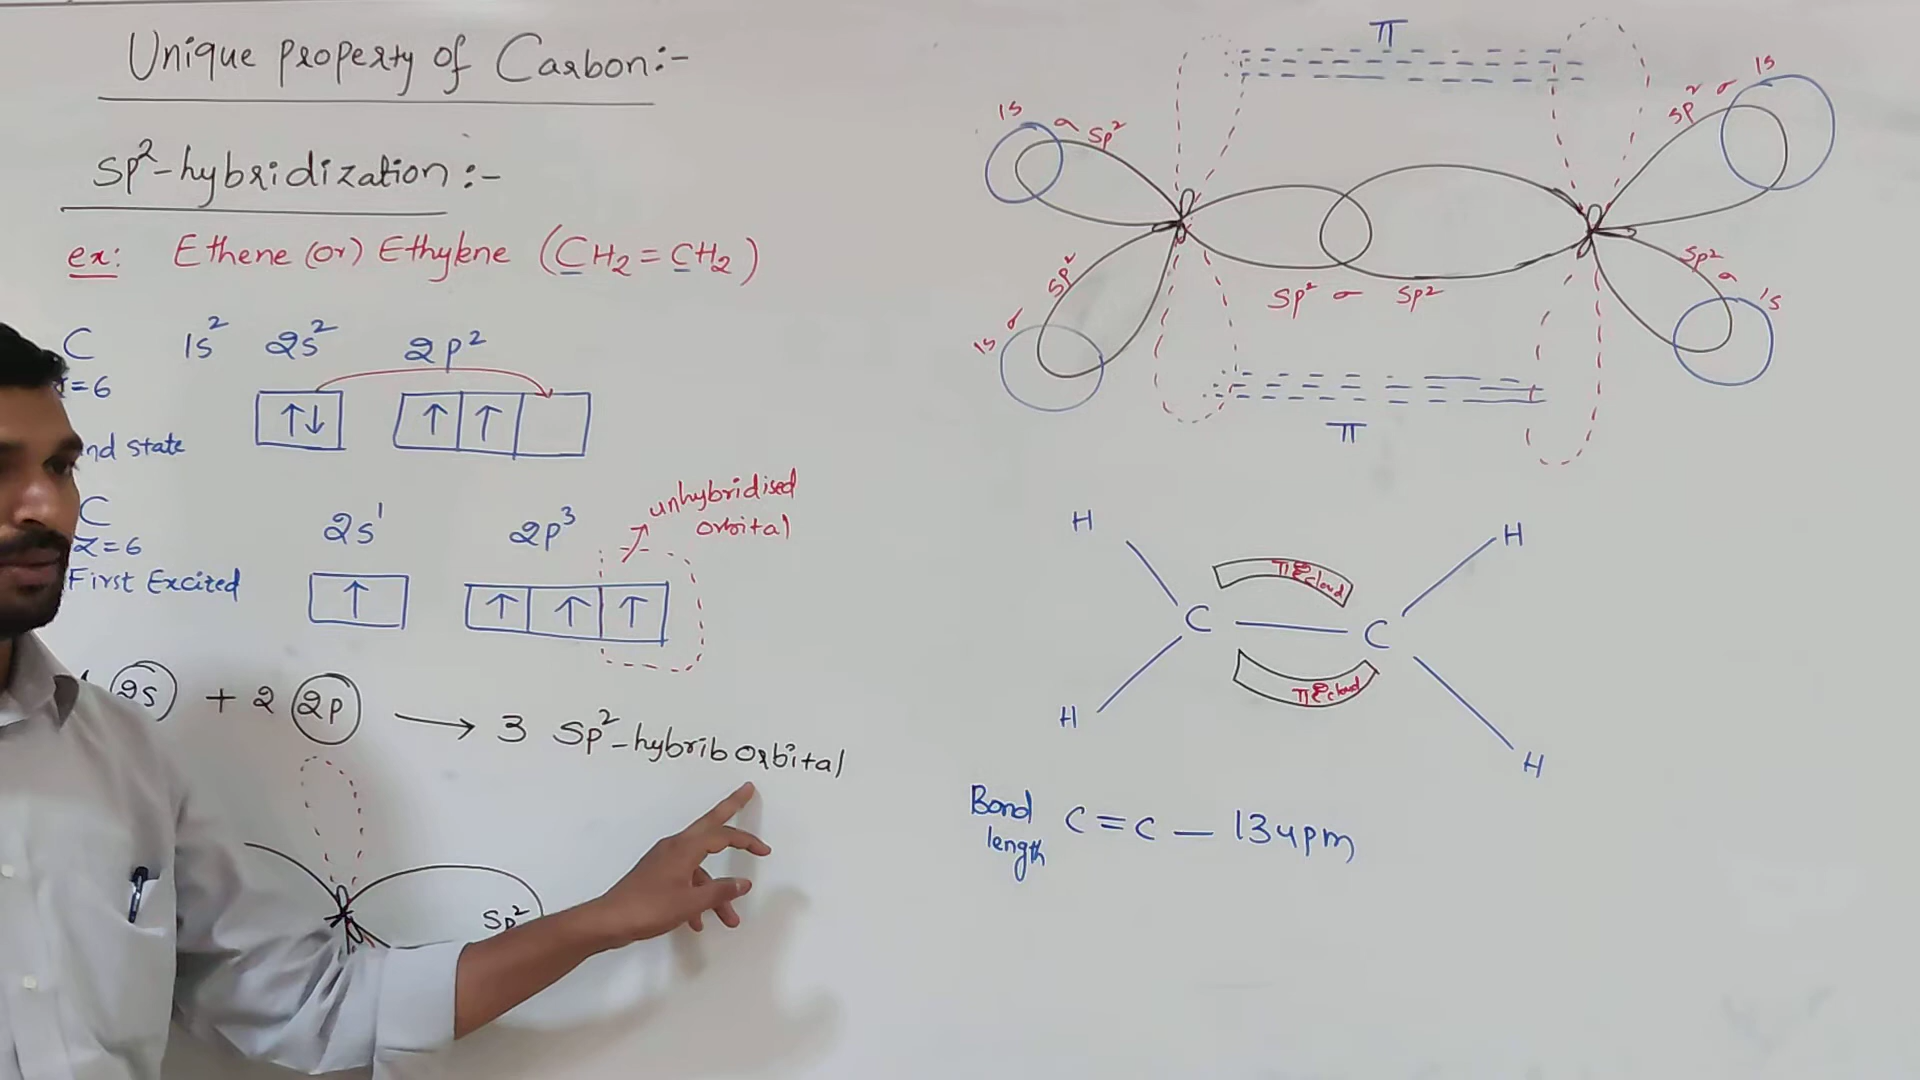 Unique property of Carbon:-
Sp²-hybridization:-
ex: Ethene (or) Ethylene (CH₂=CH₂)
C 1s² 2s² 2p²
Z=6
↑↓ ↑ ↑
nd state
C 2s¹ 2p³
Z=6
First Excited
unhybridised
orbital
↑ ↑ ↑ ↑
2s + 2 2p → 3 Sp²-hybrib orbital
Sp²
π
1s σ Sp²
Sp² σ 1s
Sp²
1s σ
Sp² σ Sp²
Sp² σ 1s
π
H H
πe cloud
C C
πe cloud
H H
Bond length C=C — 134pm